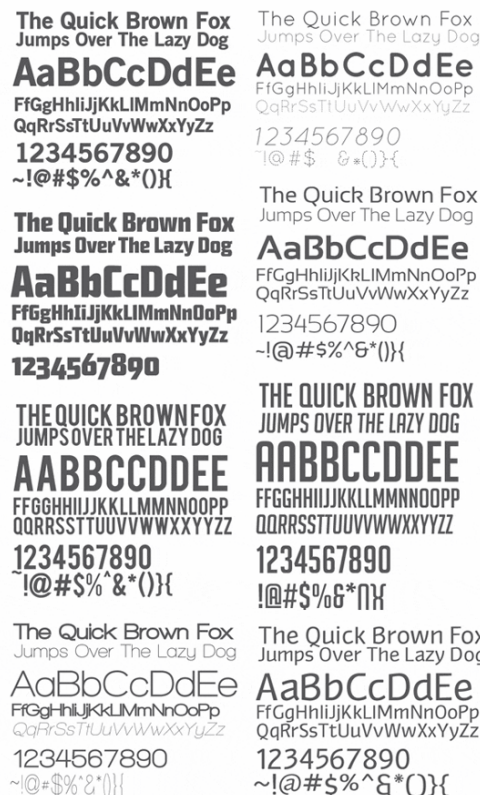 The Quick Brown Fox
Jumps Over The Lazy Dog
AaBbCcDdEe
FfGgHhIiJjKkLlMmNnOoPp
QqRrSsTtUuVvWwXxYyZz
1234567890
~!@#$%^&*(){
The Quick Brown Fox
Jumps Over The Lazy Dog
AaBbCcDdEe
FfGgHhIiJjKkLlMmNnOoPp
QqRrSsTtUuVvWwXxYyZz
1234567890
THE QUICK BROWN FOX
JUMPS OVER THE LAZY DOG
AABBCCDDEE
FFGGHHIIJJKKLLMMNNOOPP
QQRRSSTTUUVVWWXXYYZZ
1234567890
~!@#$%^&*(){
The Quick Brown Fox
Jumps Over The Lazy Dog
AaBbCcDdEe
FfGgHhIiJjKkLlMmNnOoPp
QqRrSsTtUuVvWwXxYyZz
1234567890
~!@#$%^&*(){
The Quick Brown Fox
Jumps Over The Lazy Dog
AaBbCcDdEe
FfGgHhIiJjKkLlMmNnOoPp
QqRrSsTtUuVvWwXxYyZz
1234567890
~!@#$ &*(){
The Quick Brown Fox
Jumps Over The Lazy Dog
AaBbCcDdEe
FfGgHhIiJjKkLlMmNnOoPp
QqRrSsTtUuVvWwXxYyZz
1234567890
~!@#$%^&*(){
THE QUICK BROWN FOX
JUMPS OVER THE LAZY DOG
AABBCCDDEE
FFGGHHIIJJKKLLMMNNOOPP
QQRRSSTTUUVVWWXXYYZZ
1234567890
!@#$%&*(){
The Quick Brown Fox
Jumps Over The Lazy Dog
AaBbCcDdEe
FfGgHhIiJjKkLlMmNnOoPp
QqRrSsTtUuVvWwXxYyZz
1234567890
~!@#$%^&*(){